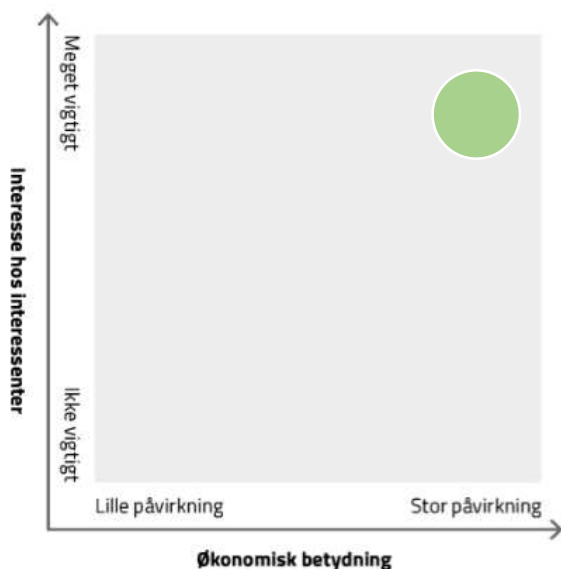 Meget vigtigt
Interesse hos interessenter
Ikke vigtigt
Lille påvirkning
Stor påvirkning
Økonomisk betydning